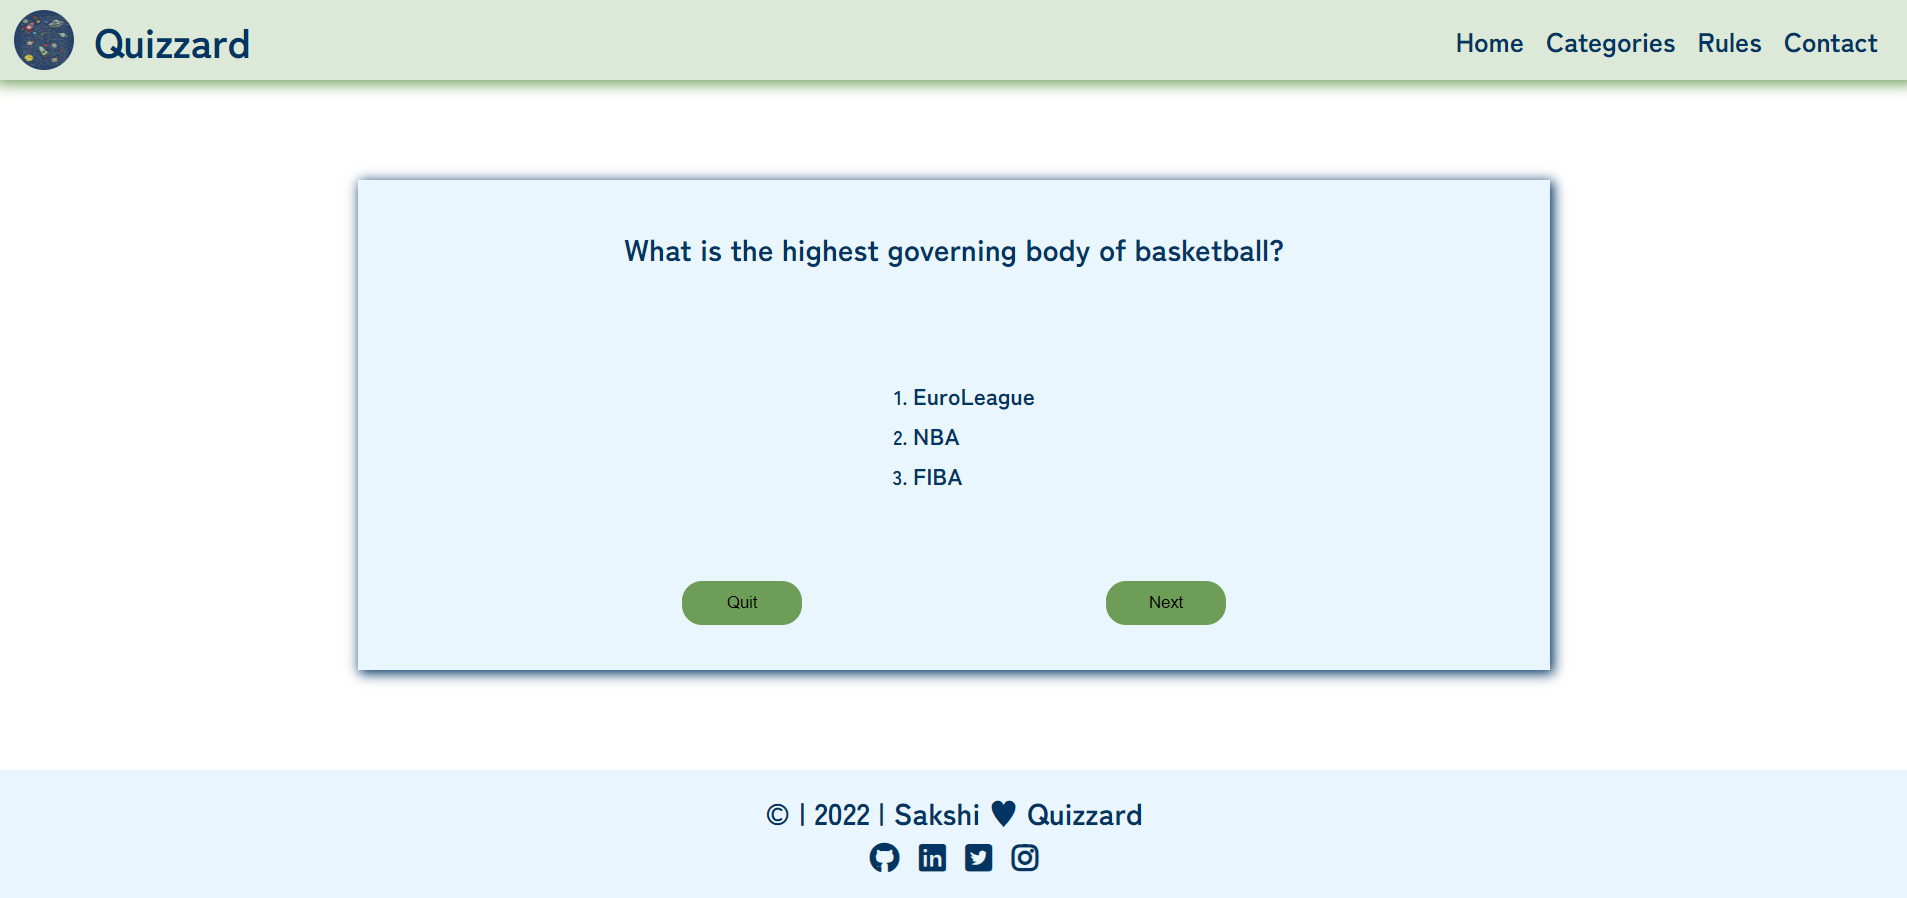 Quizzard
Home Categories Rules Contact
What is the highest governing body of basketball?
1. EuroLeague
2. NBA
3. FIBA
Quit Next
© | 2022 | Sakshi ♥ Quizzard